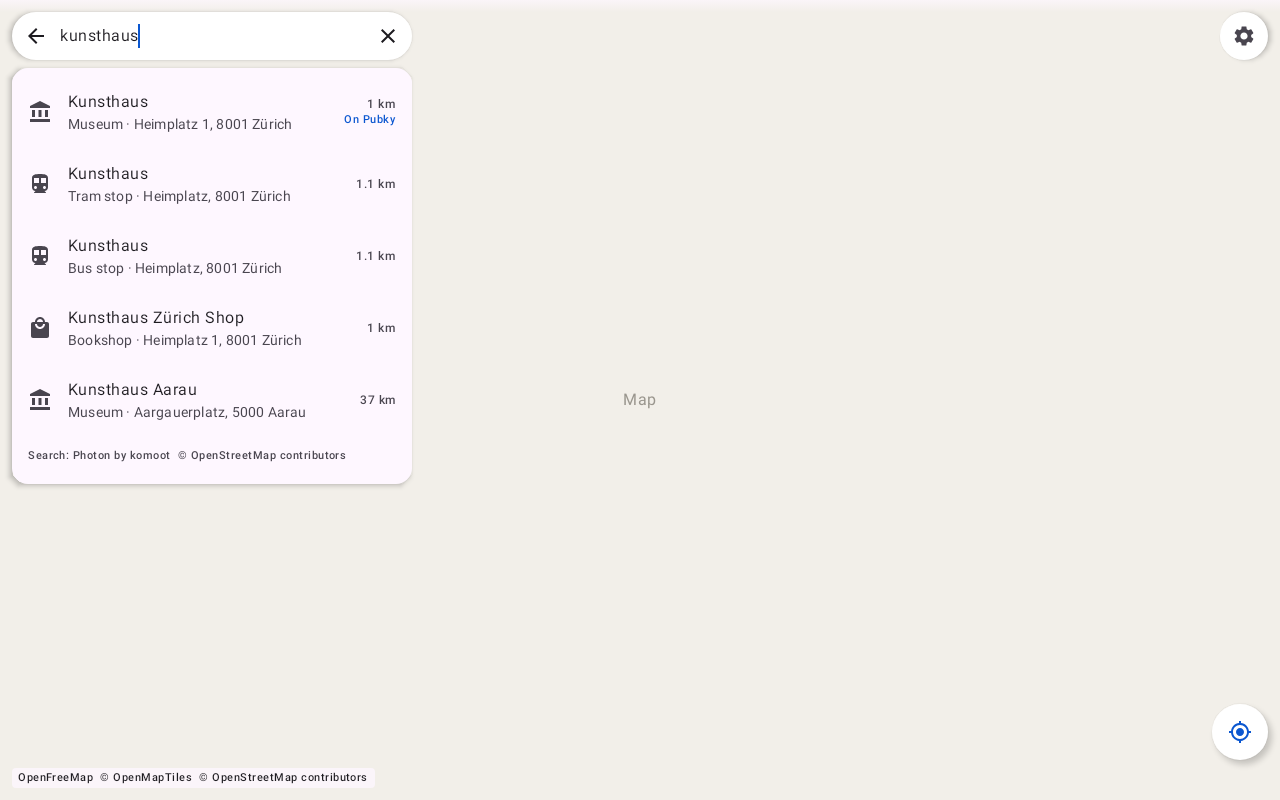 kunsthaus
Kunsthaus
1 km
Museum · Heimplatz 1, 8001 Zürich
On Pubky
Kunsthaus
Tram stop · Heimplatz, 8001 Zürich
1.1 km
Kunsthaus
Bus stop · Heimplatz, 8001 Zürich
1.1 km
Kunsthaus Zürich Shop
Bookshop · Heimplatz 1, 8001 Zürich
1 km
Kunsthaus Aarau
Museum · Aargauerplatz, 5000 Aarau
37 km
Search: Photon by komoot © OpenStreetMap contributors
Map
OpenFreeMap © OpenMapTiles © OpenStreetMap contributors